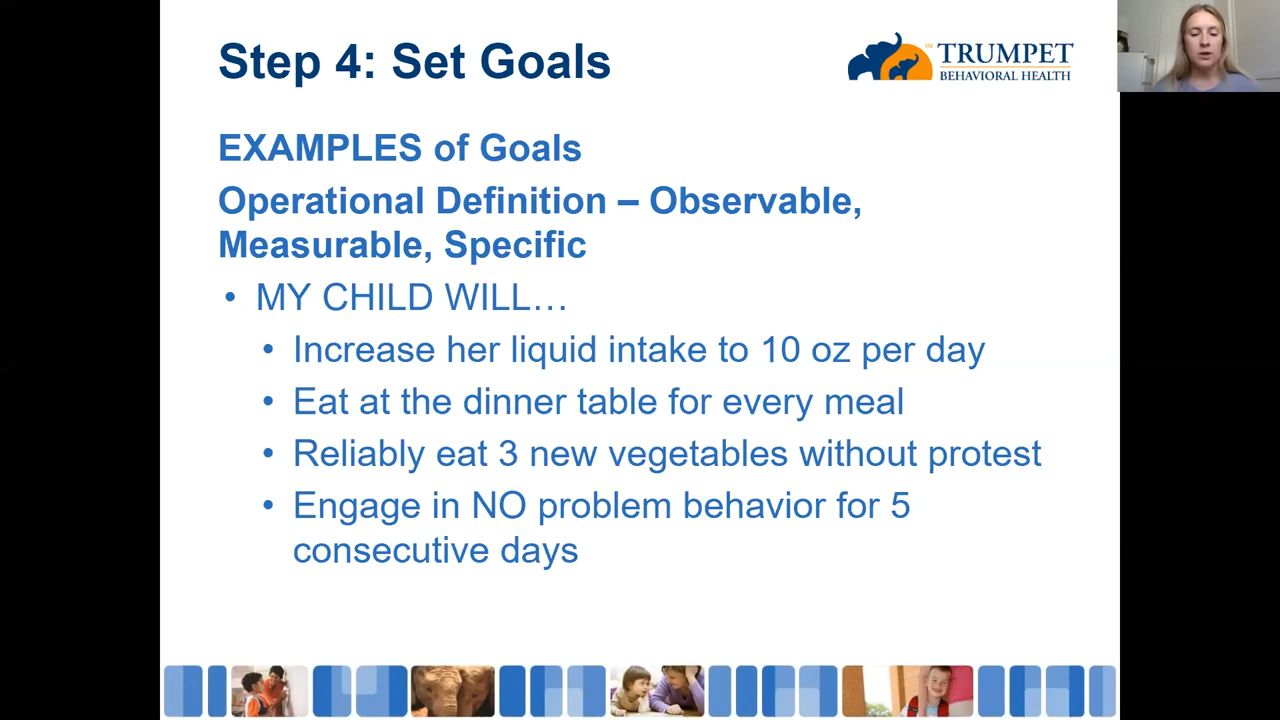 Step 4: Set Goals
TRUMPET
BEHAVIORAL HEALTH
EXAMPLES of Goals
Operational Definition – Observable,
Measurable, Specific
• MY CHILD WILL…
• Increase her liquid intake to 10 oz per day
• Eat at the dinner table for every meal
• Reliably eat 3 new vegetables without protest
• Engage in NO problem behavior for 5
consecutive days